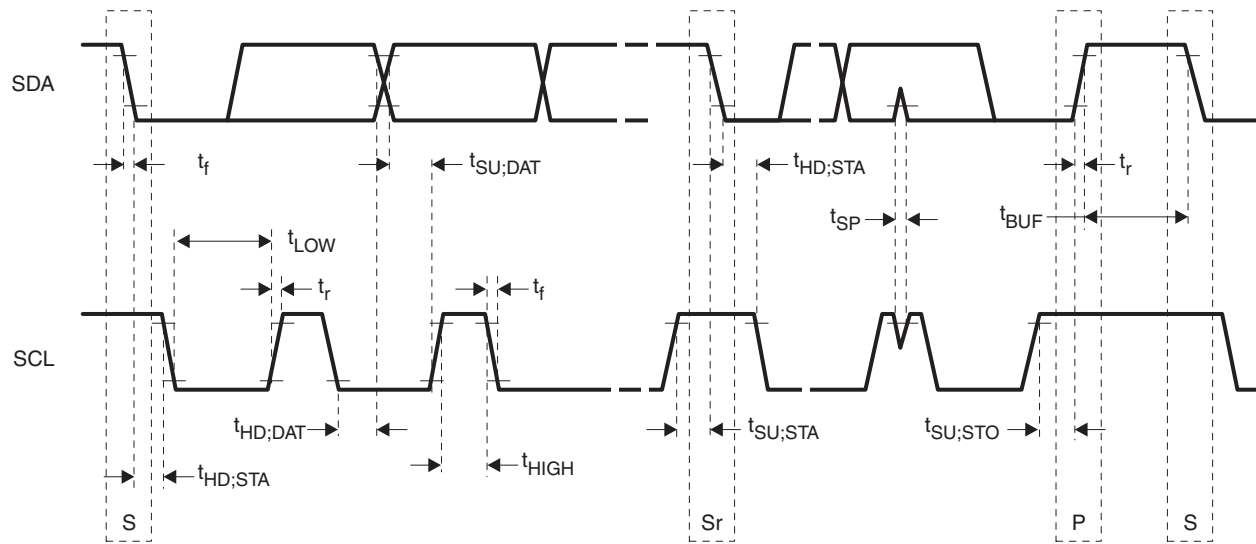 SDA
t_f
t_SU;DAT
t_HD;STA
t_r
t_SP
t_BUF
t_LOW
t_r
t_f
SCL
t_HD;DAT
t_SU;STA
t_SU;STO
t_HD;STA
t_HIGH
S
Sr
P
S